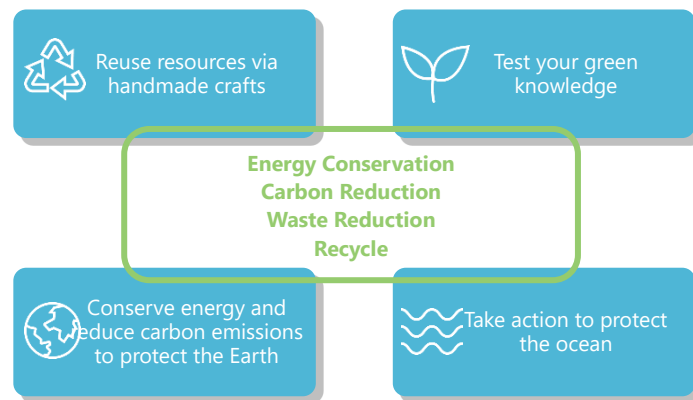 Reuse resources via
handmade crafts
Test your green
knowledge
Energy Conservation
Carbon Reduction
Waste Reduction
Recycle
Conserve energy and
reduce carbon emissions
to protect the Earth
Take action to protect
the ocean